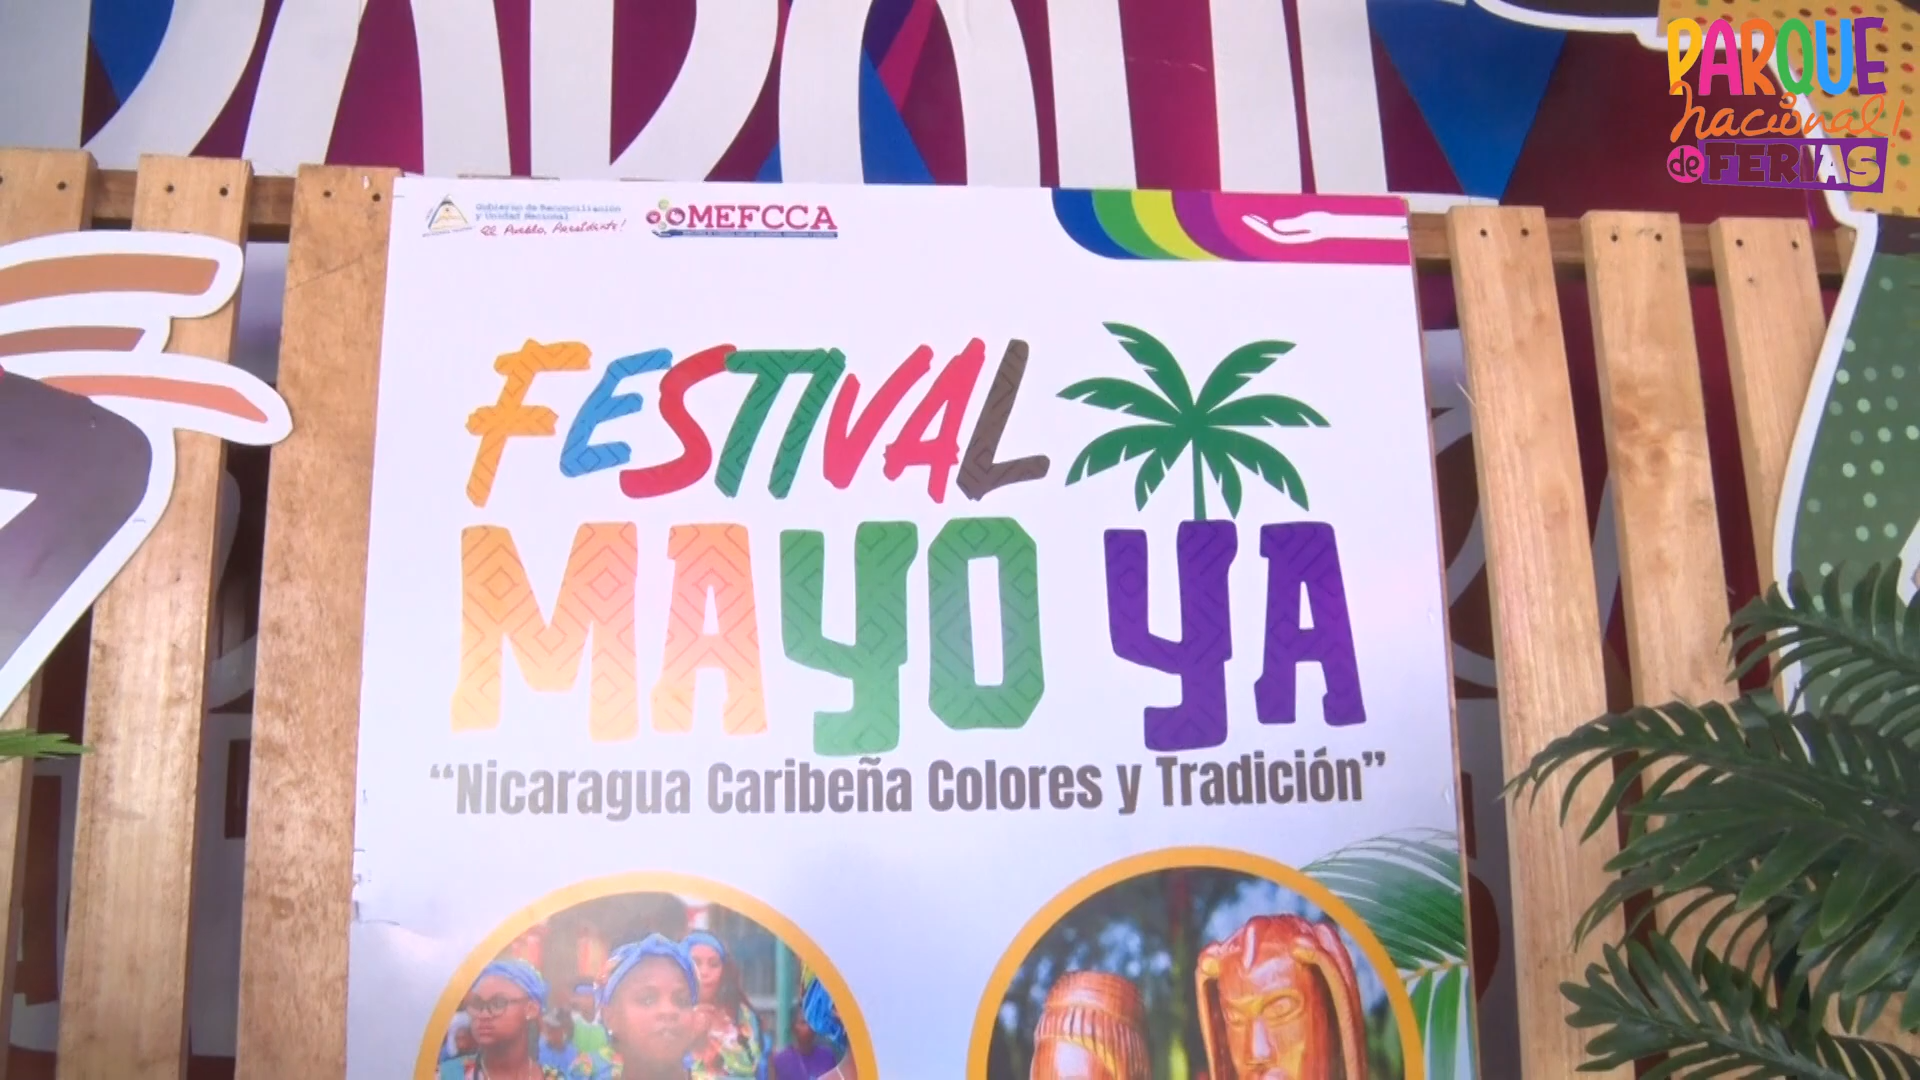 PARQUE
nacional!
de FERIAS
PARQUE
Gobierno de Reconciliación
y Unidad Nacional
El Pueblo, Presidente!
MEFCCA
FESTIVAL
MAYO YA
“Nicaragua Caribeña Colores y Tradición”